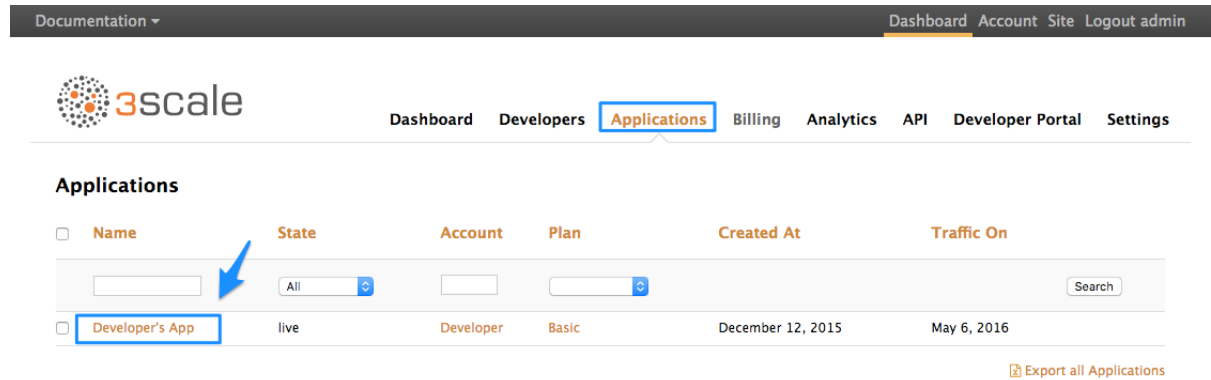 Documentation Dashboard Account Site Logout admin
3scale
Dashboard Developers Applications Billing Analytics API Developer Portal Settings
Applications
Name State Account Plan Created At Traffic On
All Search
Developer's App live Developer Basic December 12, 2015 May 6, 2016
Export all Applications